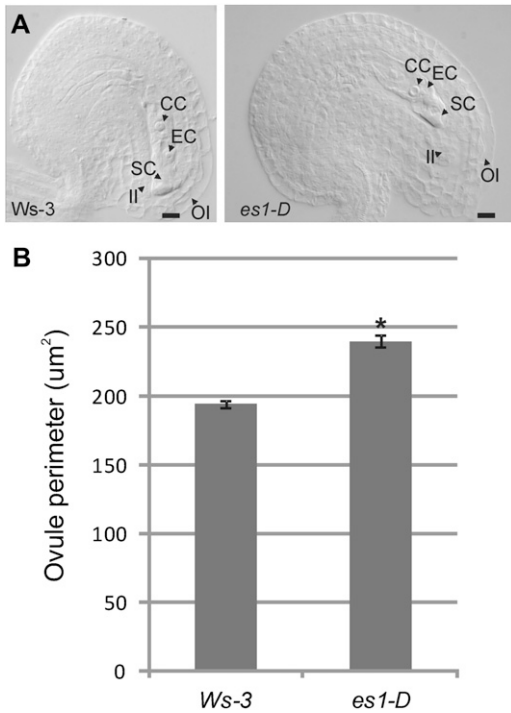 A
CC
EC
SC
II
OI
Ws-3
CC
EC
SC
II
OI
es1-D
B
Ovule perimeter (um²)
300
250
200
150
100
50
0
*
Ws-3
es1-D